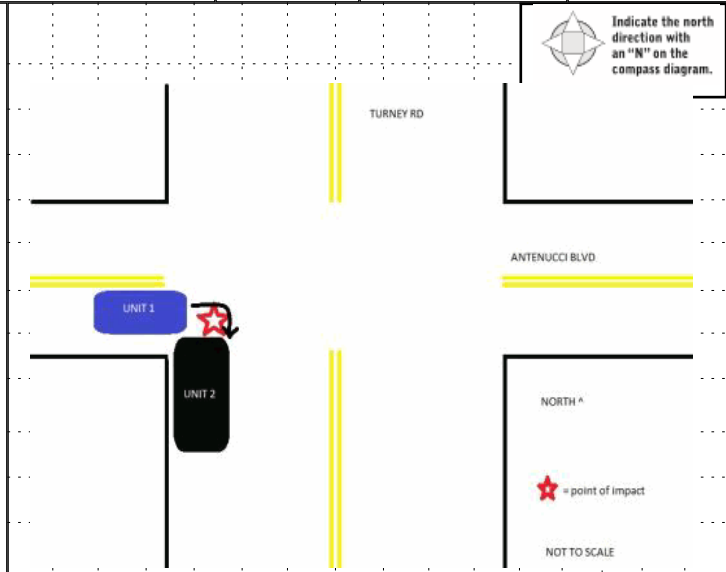 Indicate the north
direction with
an “N” on the
compass diagram.
TURNEY RD
ANTENUCCI BLVD
UNIT 1
UNIT 2
NORTH ^
= point of impact
NOT TO SCALE